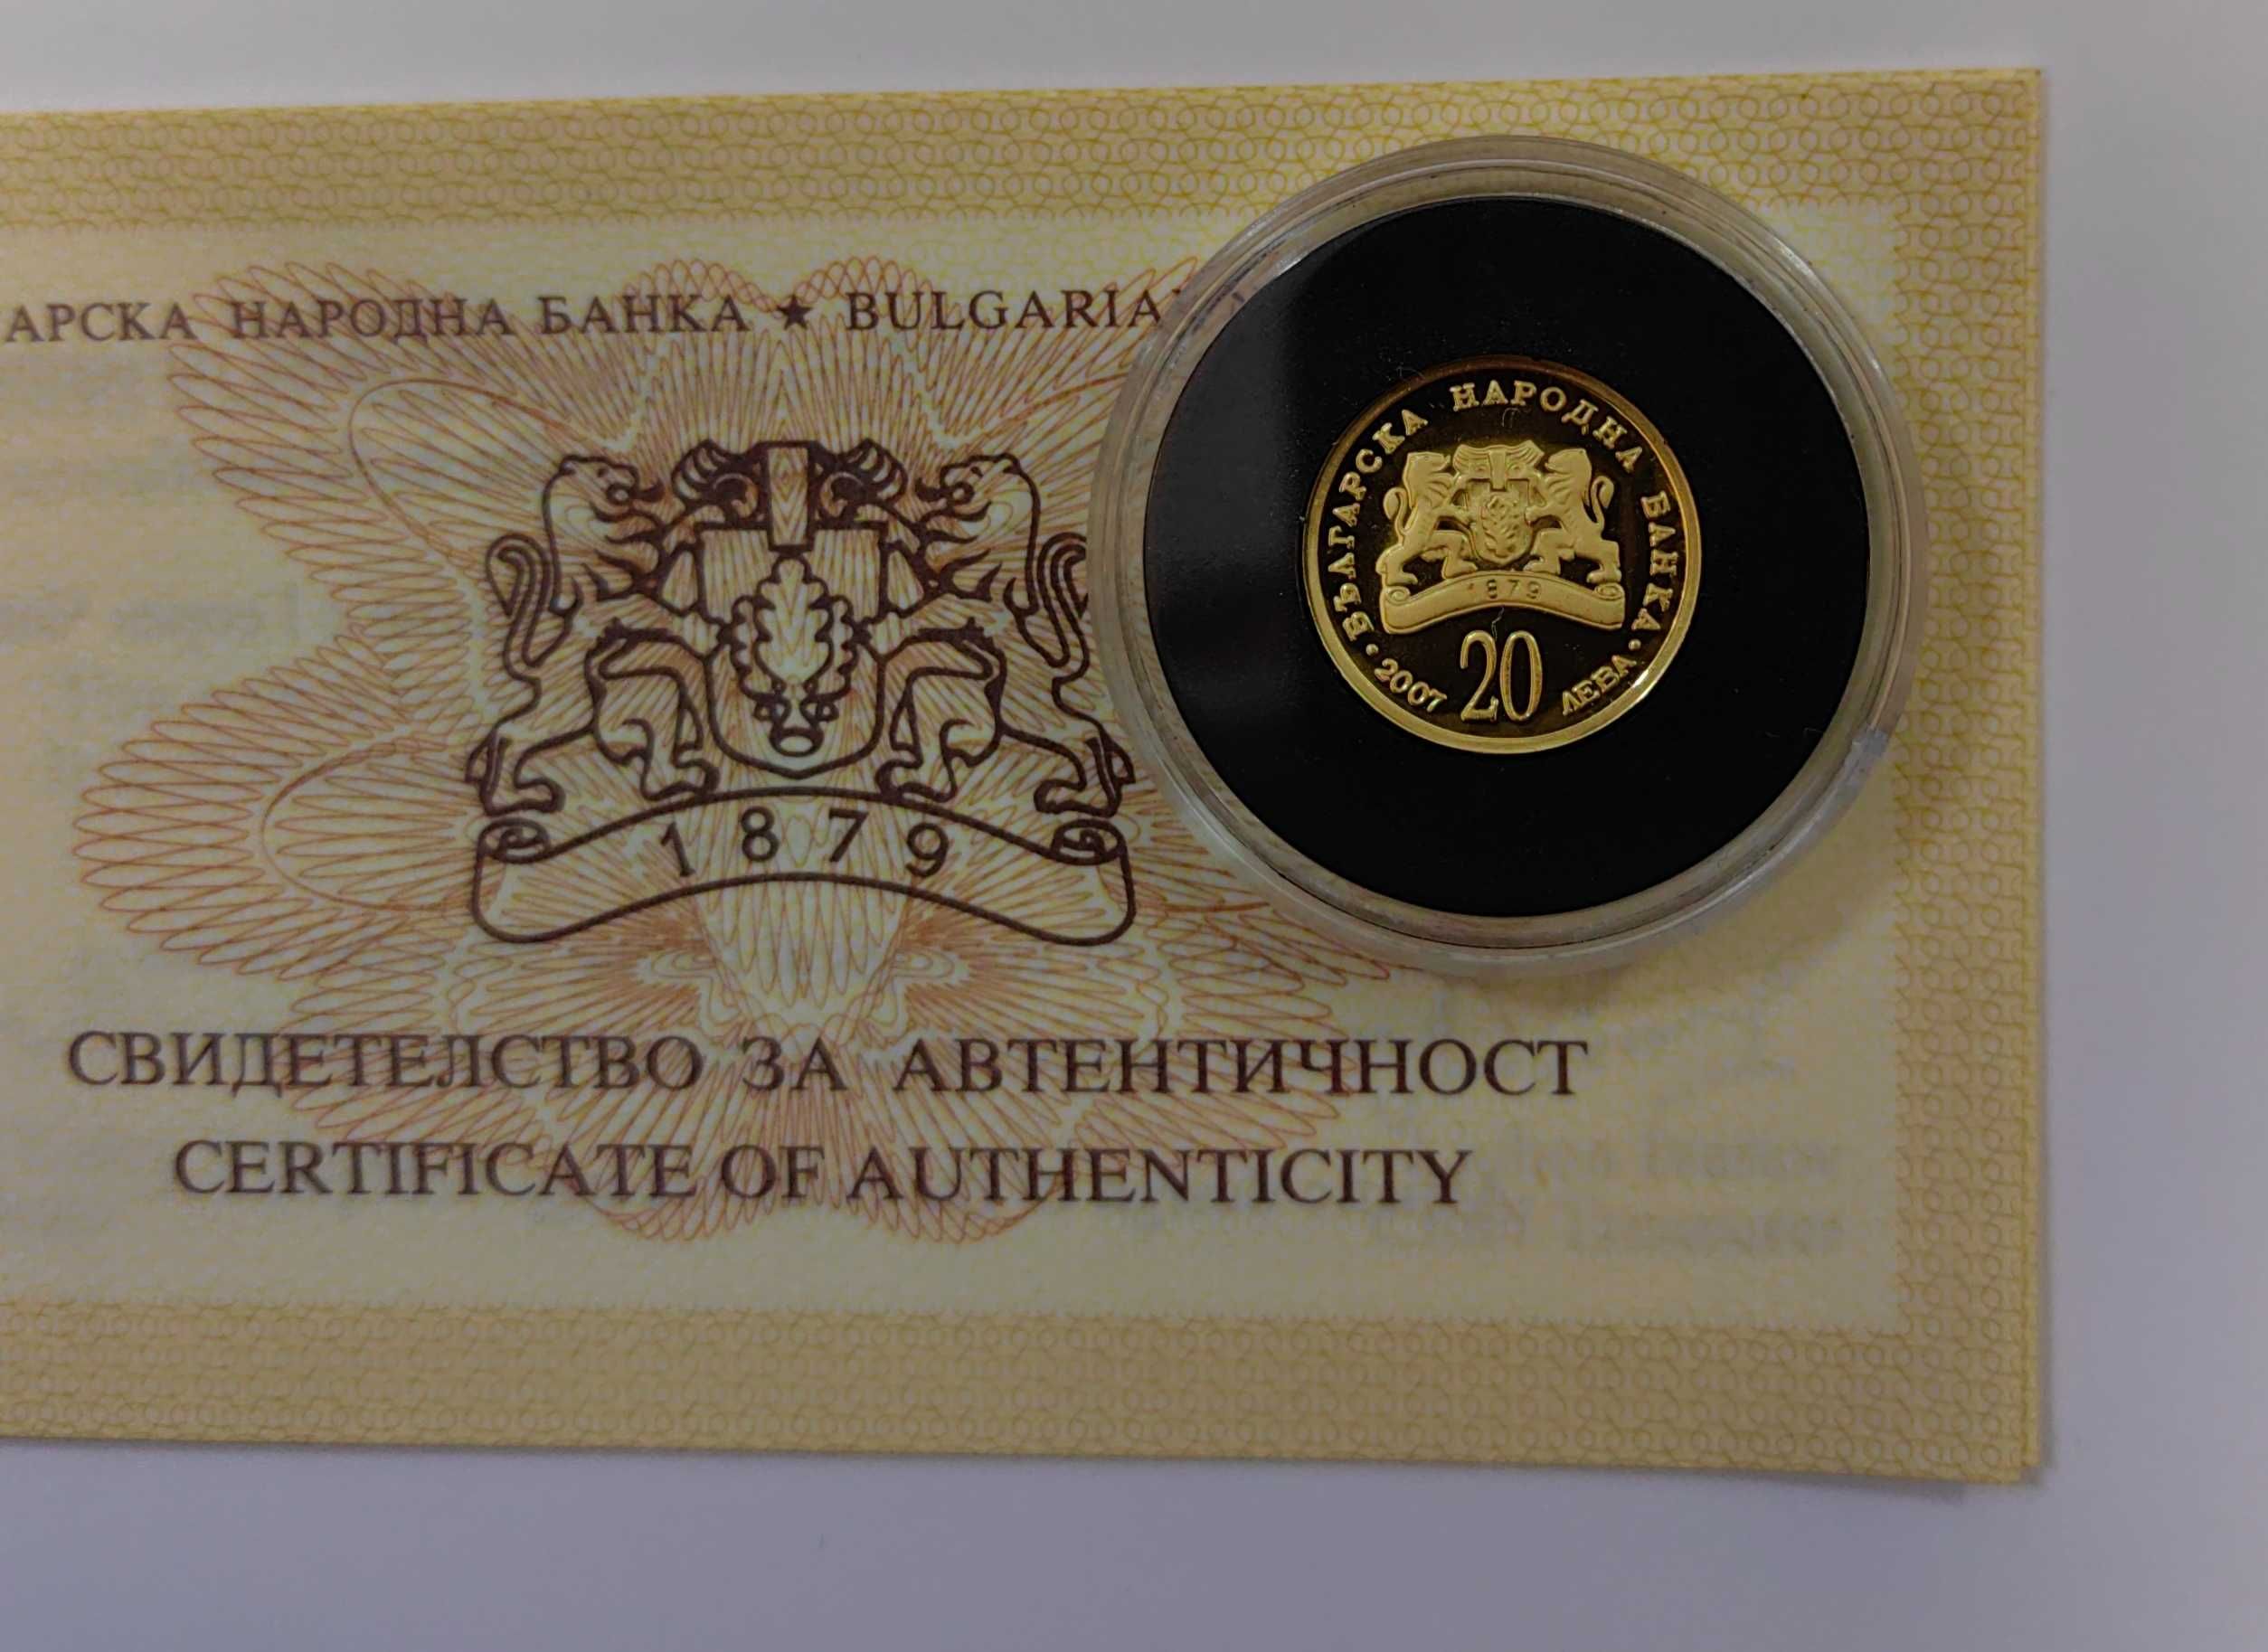 АРСКА НАРОДНА БАНКА ★ BULGARIA
1879
СВИДЕТЕЛСТВО ЗА АВТЕНТИЧНОСТ
CERTIFICATE OF AUTHENTICITY
БЪЛГАРСКА НАРОДНА БАНКА
1879
• 2007 20 ЛЕВА •